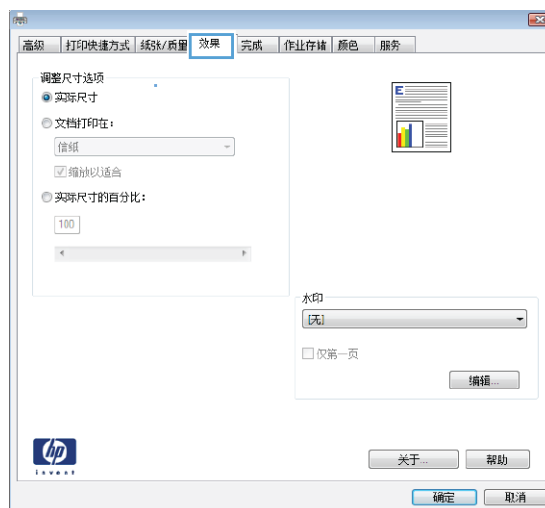 高级 打印快捷方式 纸张/质量 效果 完成 作业存储 颜色 服务
调整尺寸选项
实际尺寸
文档打印在：
信纸
缩放以适合
实际尺寸的百分比：
100
E
水印
[无]
仅第一页
编辑...
hp
invent
关于... 帮助
确定 取消